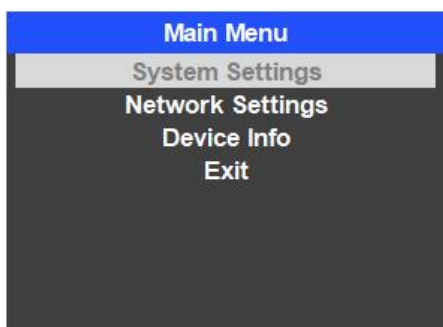 Main Menu
System Settings
Network Settings
Device Info
Exit